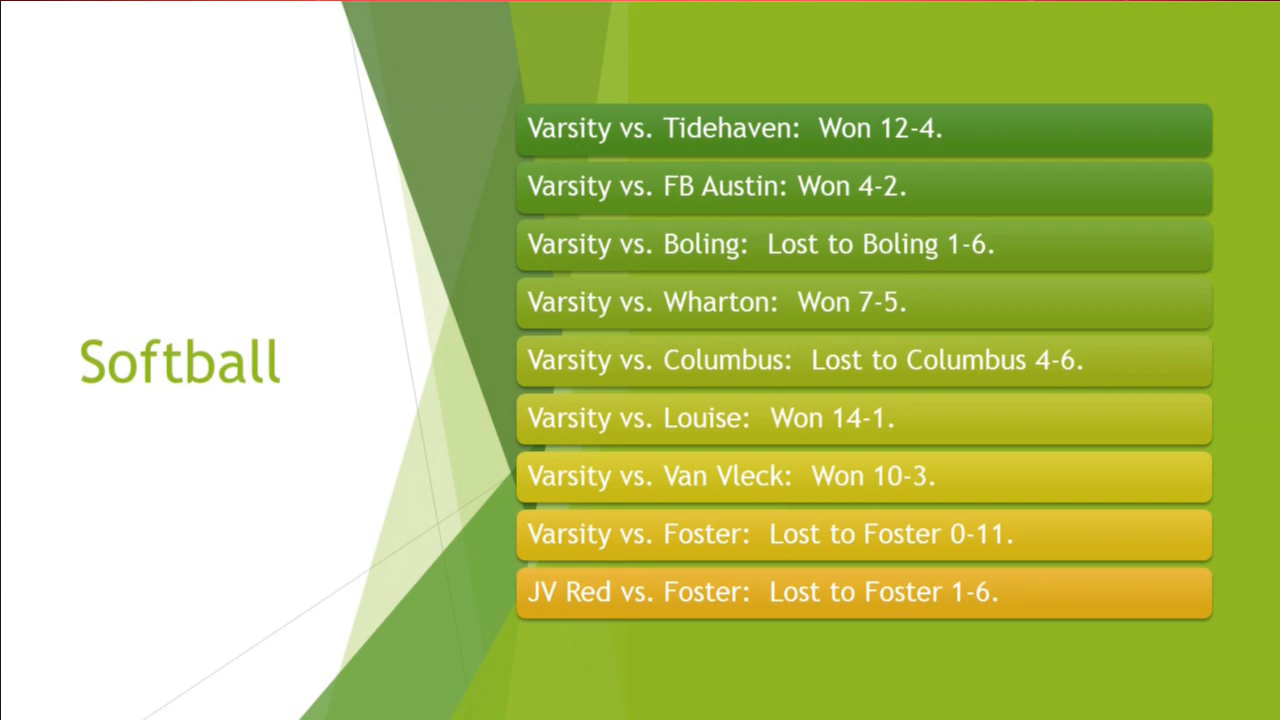 Softball
Varsity vs. Tidehaven:  Won 12-4.
Varsity vs. FB Austin: Won 4-2.
Varsity vs. Boling:  Lost to Boling 1-6.
Varsity vs. Wharton:  Won 7-5.
Varsity vs. Columbus:  Lost to Columbus 4-6.
Varsity vs. Louise:  Won 14-1.
Varsity vs. Van Vleck:  Won 10-3.
Varsity vs. Foster:  Lost to Foster 0-11.
JV Red vs. Foster:  Lost to Foster 1-6.